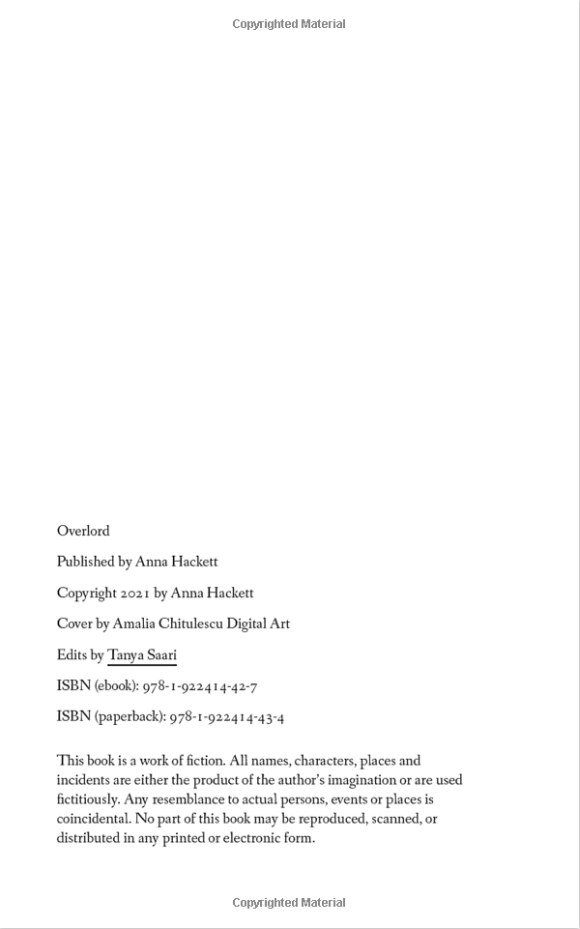 Copyrighted Material
Overlord
Published by Anna Hackett
Copyright 2021 by Anna Hackett
Cover by Amalia Chitulescu Digital Art
Edits by Tanya Saari
ISBN (ebook): 978-1-922414-42-7
ISBN (paperback): 978-1-922414-43-4
This book is a work of fiction. All names, characters, places and
incidents are either the product of the author's imagination or are used
fictitiously. Any resemblance to actual persons, events or places is
coincidental. No part of this book may be reproduced, scanned, or
distributed in any printed or electronic form.
Copyrighted Material